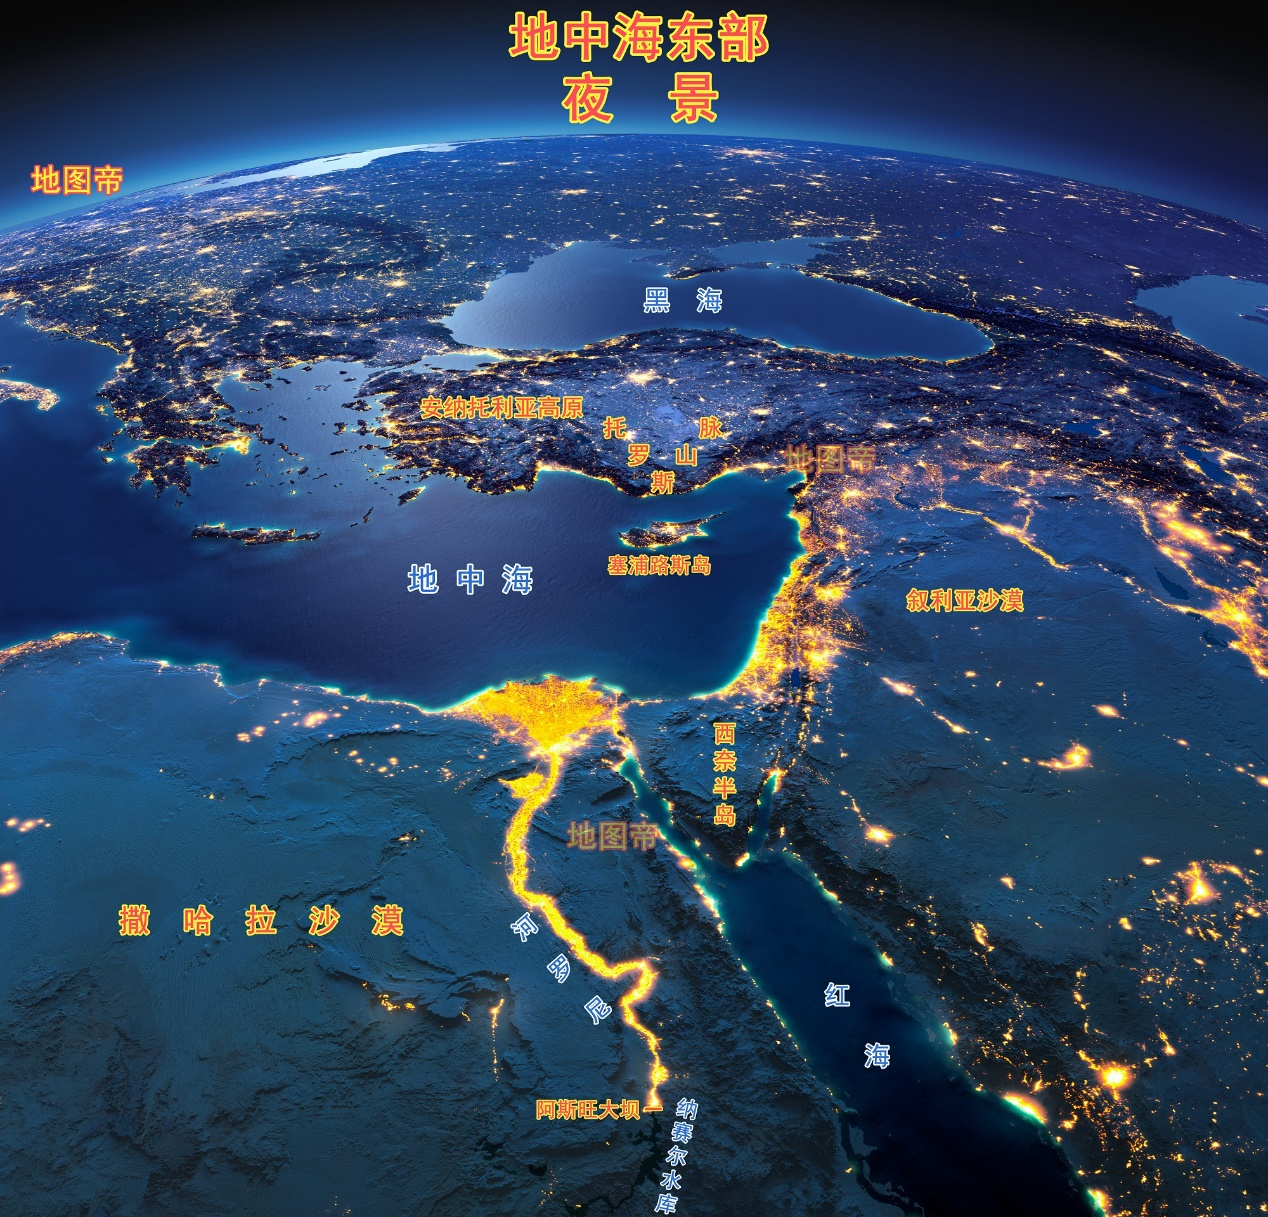 地中海东部
夜 景
地图帝
黑 海
安纳托利亚高原
托罗斯山脉
地图帝
地中海
塞浦路斯岛
叙利亚沙漠
西奈半岛
地图帝
撒哈拉沙漠
尼罗河
红海
阿斯旺大坝
纳赛尔水库